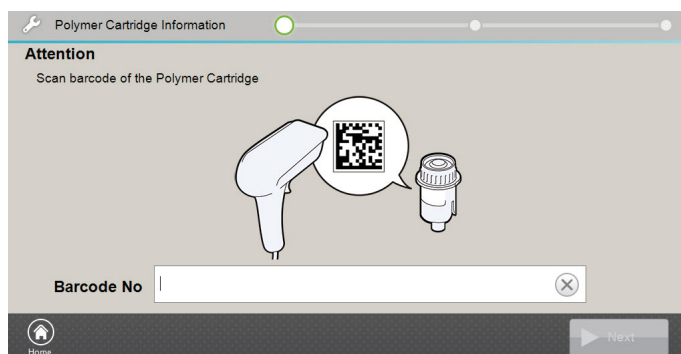 Polymer Cartridge Information
Attention
Scan barcode of the Polymer Cartridge
Barcode No
Home
Next